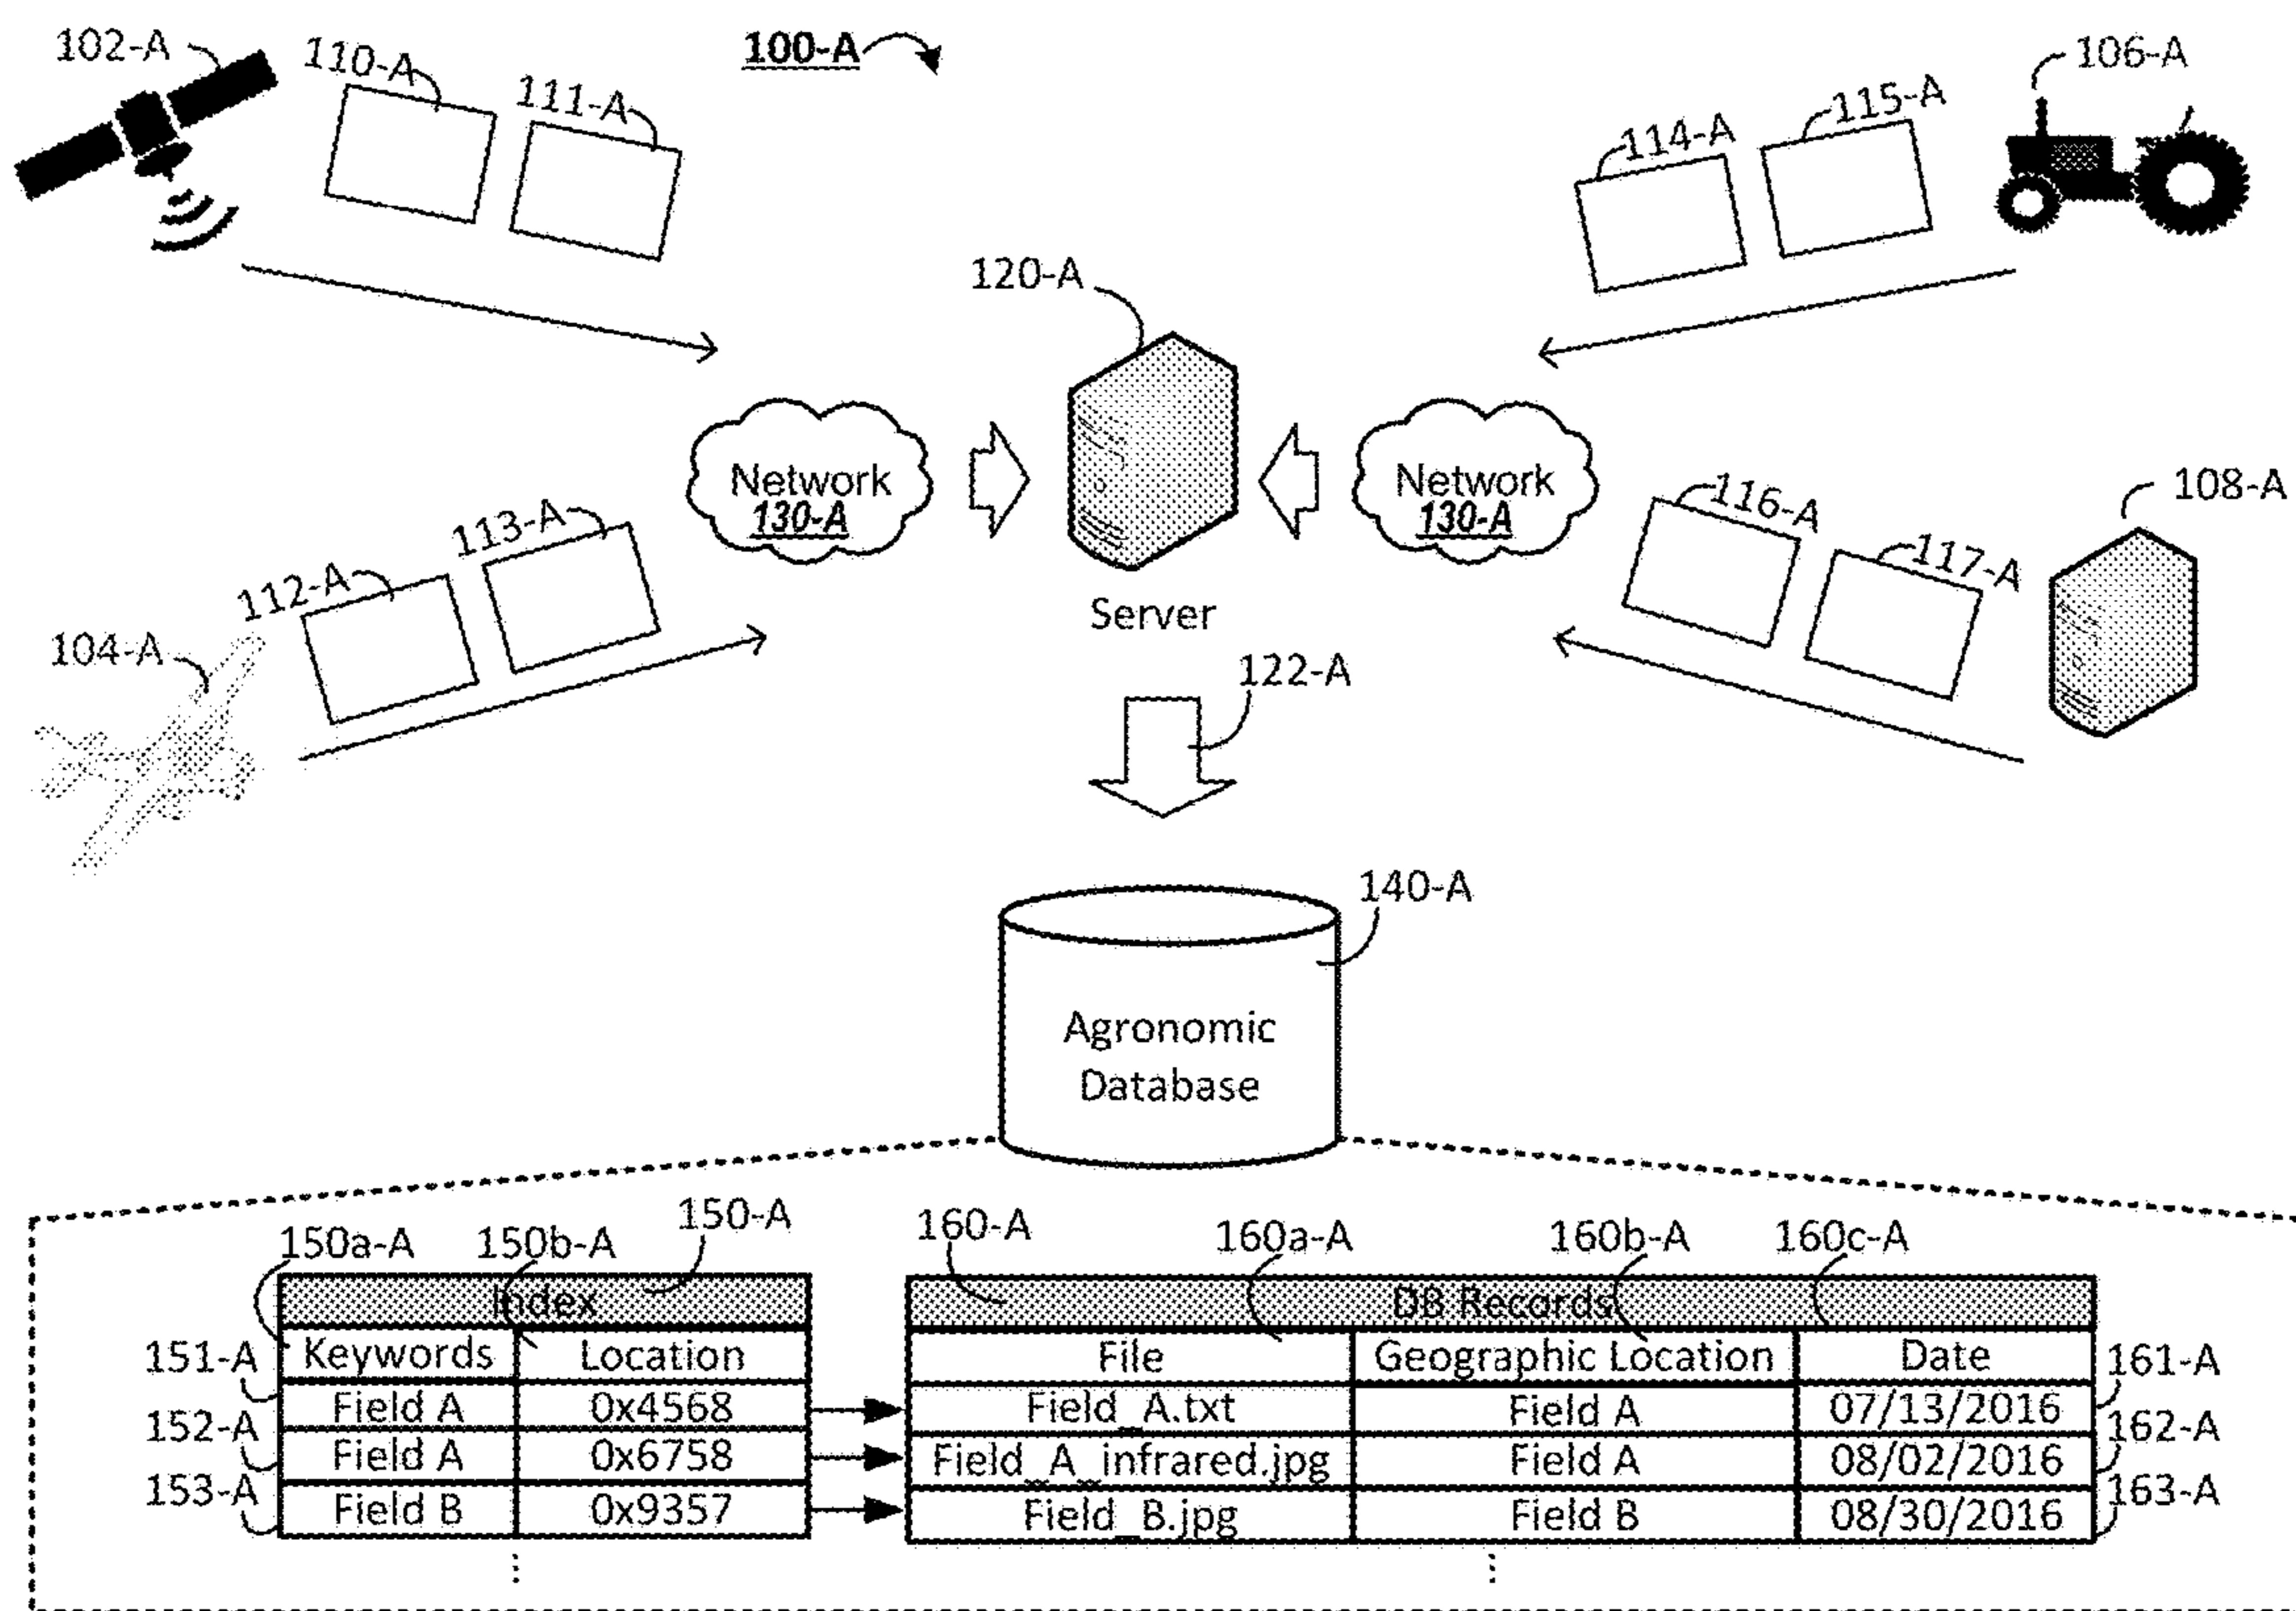 102-A
110-A
111-A
100-A
114-A
115-A
106-A
120-A
Network
130-A
Network
130-A
Server
112-A
113-A
104-A
116-A
117-A
108-A
122-A
140-A
Agronomic
Database
150a-A 150b-A 150-A
160-A 160a-A 160b-A 160c-A
Index
DB Records
Keywords Location
File Geographic Location Date
151-A Field A 0x4568 Field_A.txt Field A 07/13/2016 161-A
152-A Field A 0x6758 Field_A_infrared.jpg Field A 08/02/2016 162-A
153-A Field B 0x9357 Field_B.jpg Field B 08/30/2016 163-A
⋮ ⋮